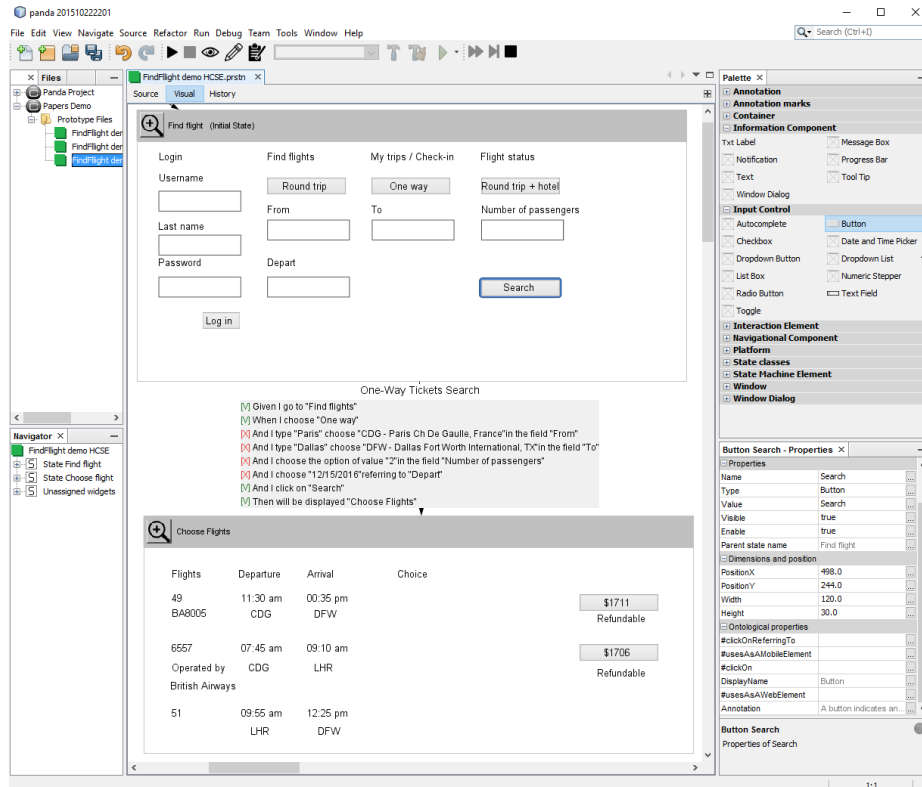 panda 201510222201
File Edit View Navigate Source Refactor Run Debug Team Tools Window Help
Search (Ctrl+I)
Files
Panda Project
Papers Demo
Prototype Files
FindFlight der
FindFlight der
FindFlight der
Navigator
FindFlight demo HCSE
State Find flight
State Choose flight
Unassigned widgets
FindFlight demo HCSE.prstn
Source Visual History
Find flight (Initial State)
Login Find flights My trips / Check-in Flight status
Username
Round trip One way Round trip + hotel
From To Number of passengers
Last name
Password Depart
Search
Log in
One-Way Tickets Search
[V] Given I go to "Find flights"
[V] When I choose "One way"
[X] And I type "Paris" choose "CDG - Paris Ch De Gaulle, France"in the field "From"
[X] And I type "Dallas" choose "DFW - Dallas Fort Worth International, TX"in the field "To"
[X] And I choose the option of value "2"in the field "Number of passengers"
[X] And I choose "12/15/2016"referring to "Depart"
[V] And I click on "Search"
[V] Then will be displayed "Choose Flights"
Choose Flights
Flights Departure Arrival Choice
49 11:30 am 00:35 pm $1711
BA8005 CDG DFW Refundable
6557 07:45 am 09:10 am $1706
Operated by CDG LHR Refundable
British Airways
51 09:55 am 12:25 pm
LHR DFW
Palette
Annotation
Annotation marks
Container
Information Component
Txt Label Message Box
Notification Progress Bar
Text Tool Tip
Window Dialog
Input Control
Autocomplete Button
Checkbox Date and Time Picker
Dropdown Button Dropdown List
List Box Numeric Stepper
Radio Button Text Field
Toggle
Interaction Element
Navigational Component
Platform
State classes
State Machine Element
Window
Window Dialog
Button Search - Properties
Properties
Name Search
Type Button
Value Search
Visible true
Enable true
Parent state name Find flight
Dimensions and position
PositionX 498.0
PositionY 244.0
Width 120.0
Height 30.0
Ontological properties
#clickOnReferringTo
#usesAsAMobileElement
#clickOn
DisplayName Button
#usesAsAWebElement
Annotation A button indicates an...
Button Search
Properties of Search
1:1